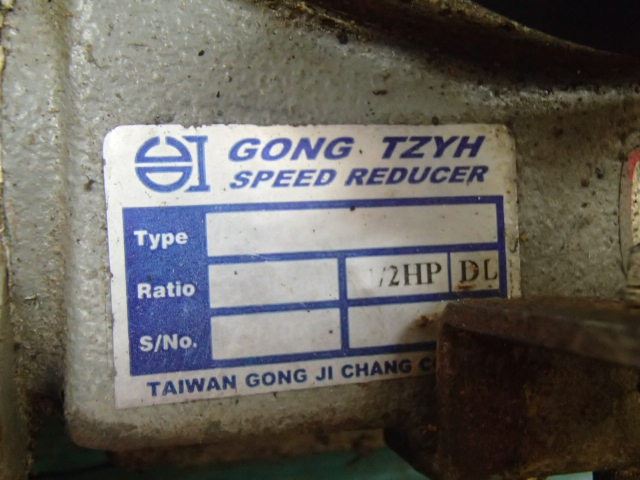 GONG TZYH
SPEED REDUCER
Type
Ratio /2HP DL
S/No.
TAIWAN GONG JI CHANG